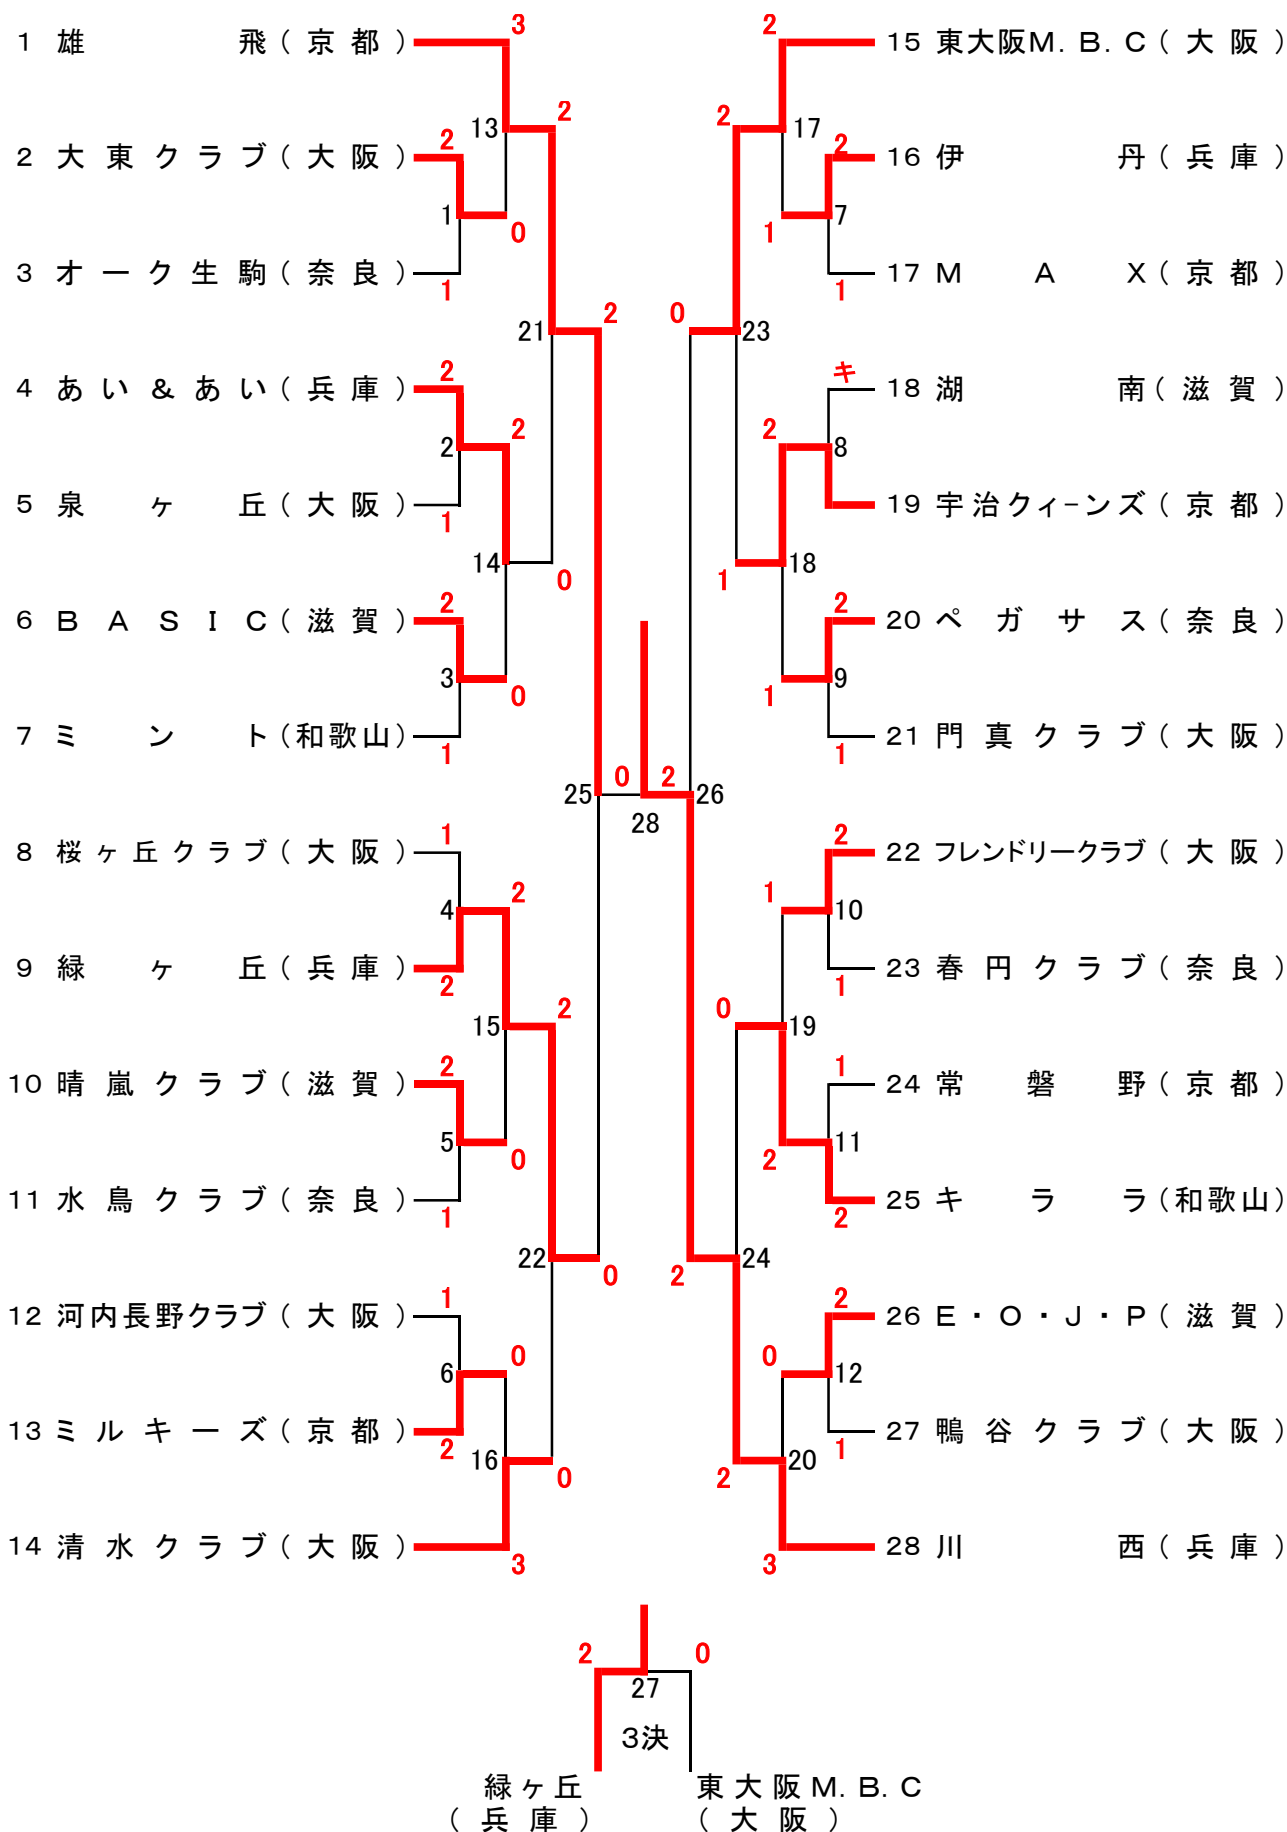 3 2
1 雄 飛 ( 京 都 ) 15 東大阪M. B. C ( 大 阪 )
13 2 2 17
2 2
2 大 東 ク ラ ブ ( 大 阪 ) 16 伊 丹 ( 兵 庫 )
1 0 1 7
3 オ ー ク 生 駒 ( 奈 良 ) 17 M A X ( 京 都 )
1 1
21 2 0 23
2 キ
4 あ い & あ い ( 兵 庫 ) 18 湖 南 ( 滋 賀 )
2 2 2 8
5 泉 ヶ 丘 ( 大 阪 ) 19 宇治クィーンズ ( 京 都 )
1
14 0 1 18
2 2
6 B A S I C ( 滋 賀 ) 20 ペ ガ サ ス ( 奈 良 )
3 0 1 9
7 ミ ン ト (和歌山) 21 門 真 ク ラ ブ ( 大 阪 )
1 1
25 0 2 26
28
1 2
8 桜 ヶ 丘 ク ラ ブ ( 大 阪 ) 22 フレンドリークラブ ( 大 阪 )
4 2 1 10
9 緑 ヶ 丘 ( 兵 庫 ) 23 春 円 ク ラ ブ ( 奈 良 )
2 1
15 2 0 19
2 1
10 晴 嵐 ク ラ ブ ( 滋 賀 ) 24 常 磐 野 ( 京 都 )
5 0 2 11
11 水 鳥 ク ラ ブ ( 奈 良 ) 25 キ ラ ラ (和歌山)
1 2
22 0 2 24
1 2
12 河内長野クラブ ( 大 阪 ) 26 E ・ O ・ J ・ P ( 滋 賀 )
6 0 0 12
13 ミ ル キ ー ズ ( 京 都 ) 27 鴨 谷 ク ラ ブ ( 大 阪 )
2 1
16 0 2 20
14 清 水 ク ラ ブ ( 大 阪 ) 28 川 西 ( 兵 庫 )
3 3
2 0
27
3決
緑 ヶ 丘 東 大 阪 M. B. C
( 兵 庫 ) ( 大 阪 )